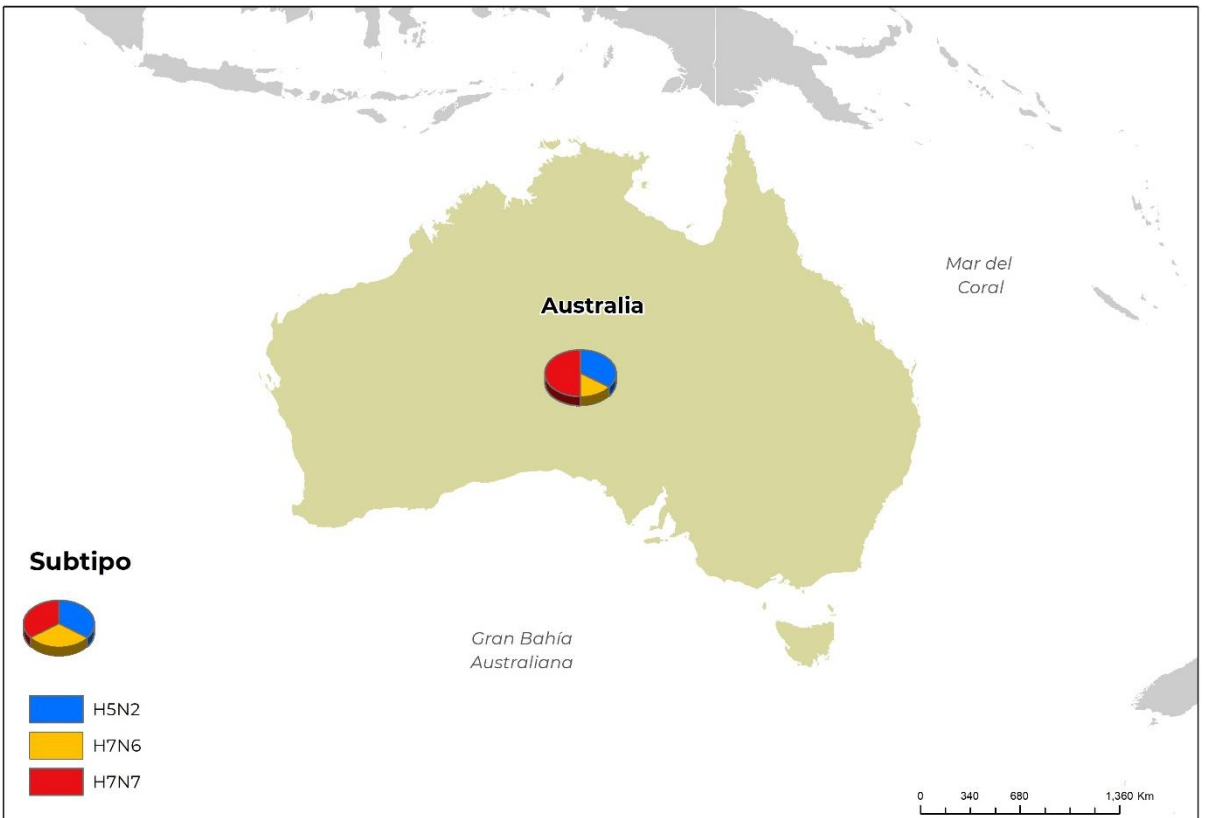 Mar del
Coral
Australia
Subtipo
Gran Bahía
Australiana
H5N2
H7N6
H7N7
0 340 680 1,360 Km